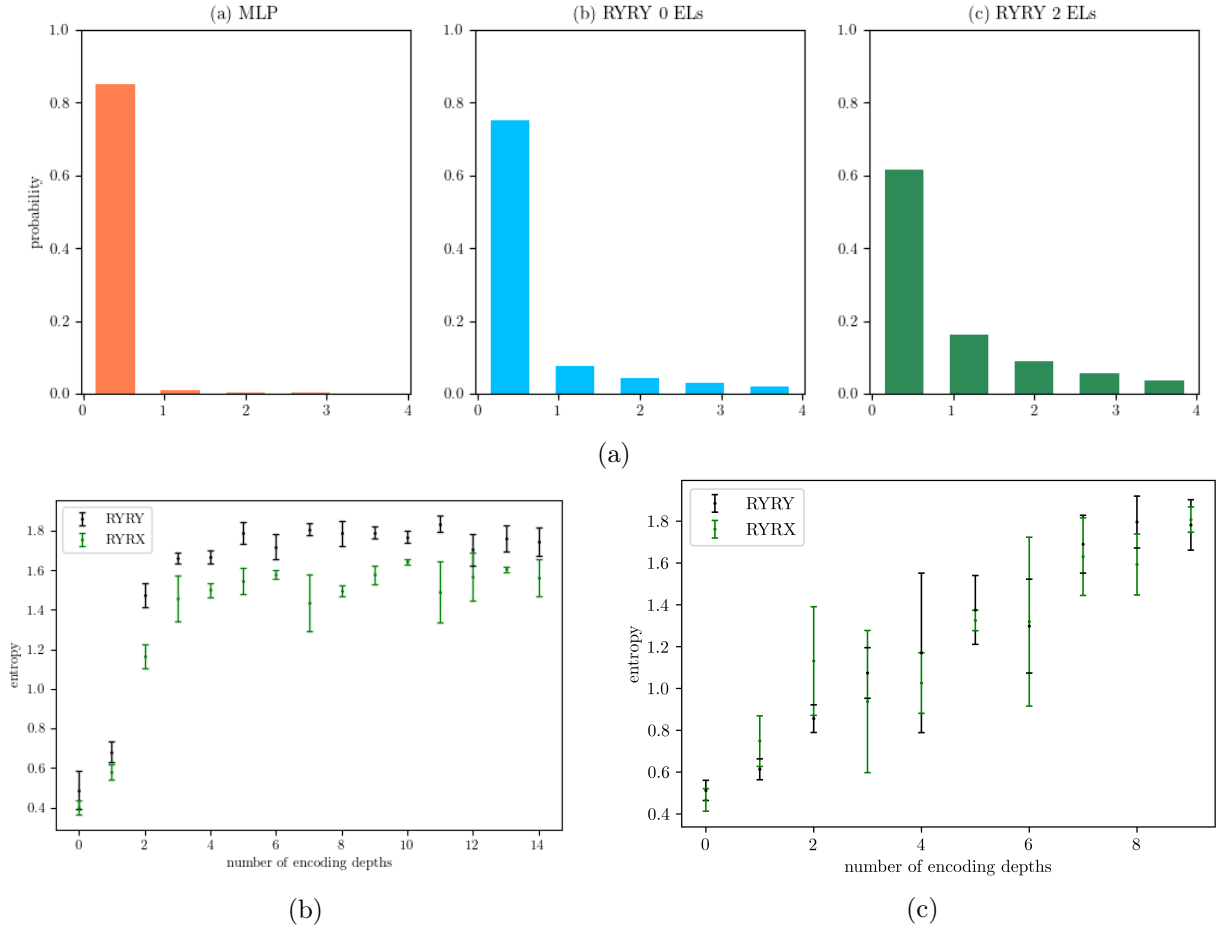 (a) MLP
(b) RYRY 0 ELs
(c) RYRY 2 ELs
probability
1.0
0.8
0.6
0.4
0.2
0.0
0 1 2 3 4
1.0
0.8
0.6
0.4
0.2
0.0
0 1 2 3 4
1.0
0.8
0.6
0.4
0.2
0.0
0 1 2 3 4
(a)
RYRY
RYRX
entropy
1.8
1.6
1.4
1.2
1.0
0.8
0.6
0.4
0 2 4 6 8 10 12 14
number of encoding depths
(b)
RYRY
RYRX
entropy
1.8
1.6
1.4
1.2
1.0
0.8
0.6
0.4
0 2 4 6 8
number of encoding depths
(c)